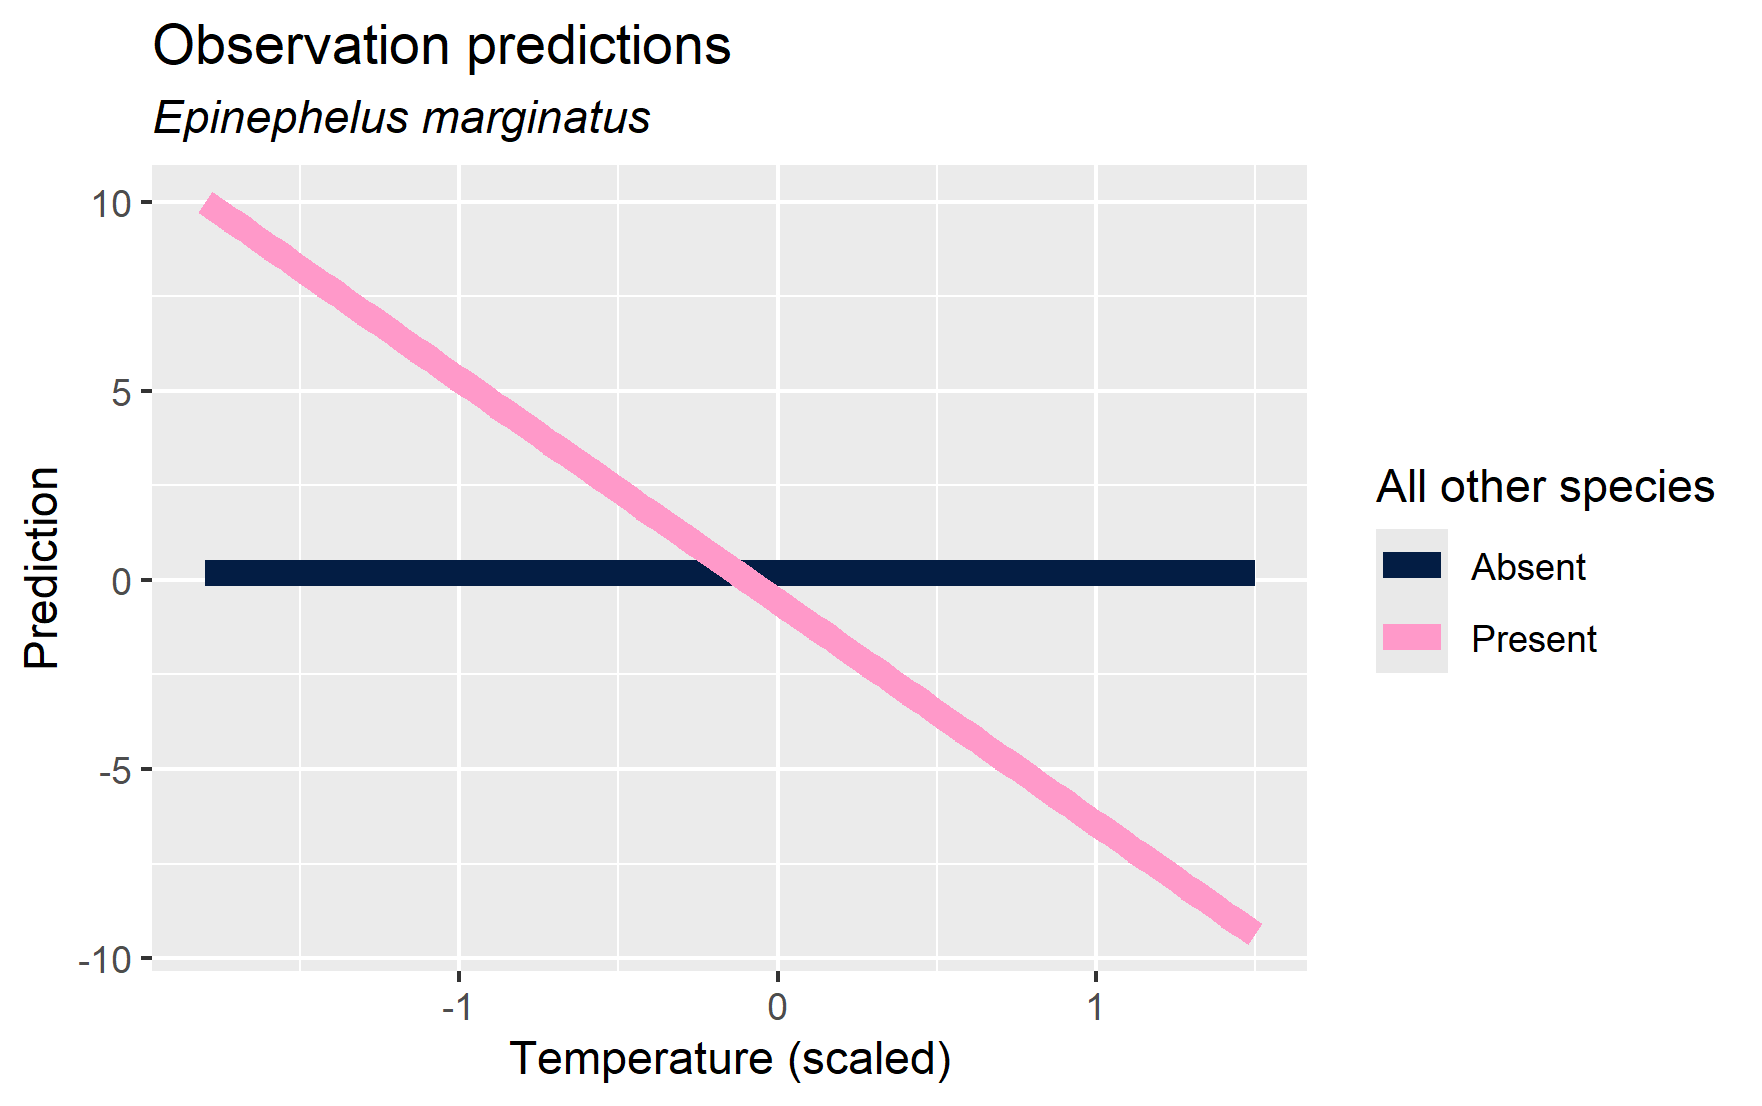 Observation predictions
Epinephelus marginatus
10
5
0
-5
-10
Prediction
-1
0
1
Temperature (scaled)
All other species
Absent
Present